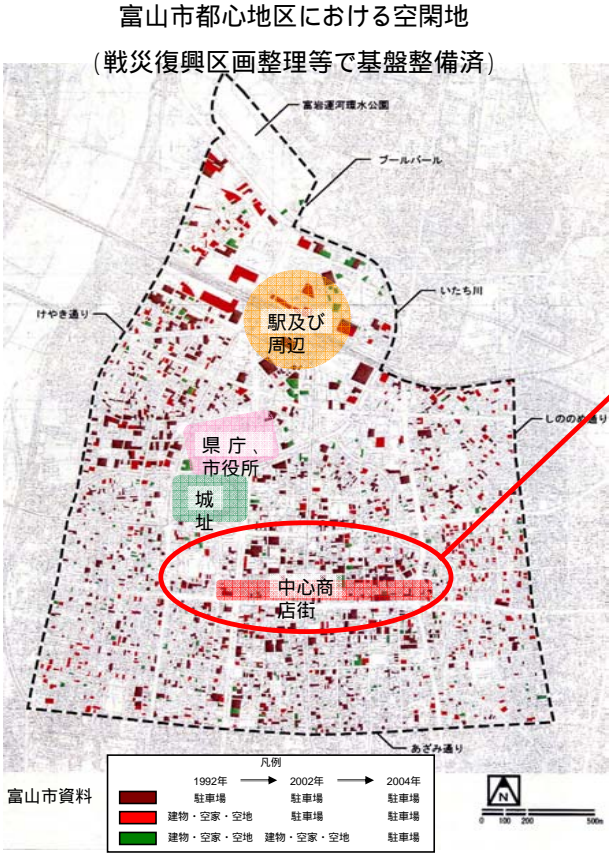 富山市都心地区における空閑地
(戦災復興区画整理等で基盤整備済)
富岩運河環水公園
ブールバール
いたち川
けやき通り
駅及び
周辺
しののめ通り
県庁、
市役所
城
址
中心商
店街
あざみ通り
富山市資料
凡例
1992年 → 2002年 → 2004年
駐車場 駐車場 駐車場
建物・空家・空地 駐車場 駐車場
建物・空家・空地 建物・空家・空地 駐車場
N
0 100 200 500m